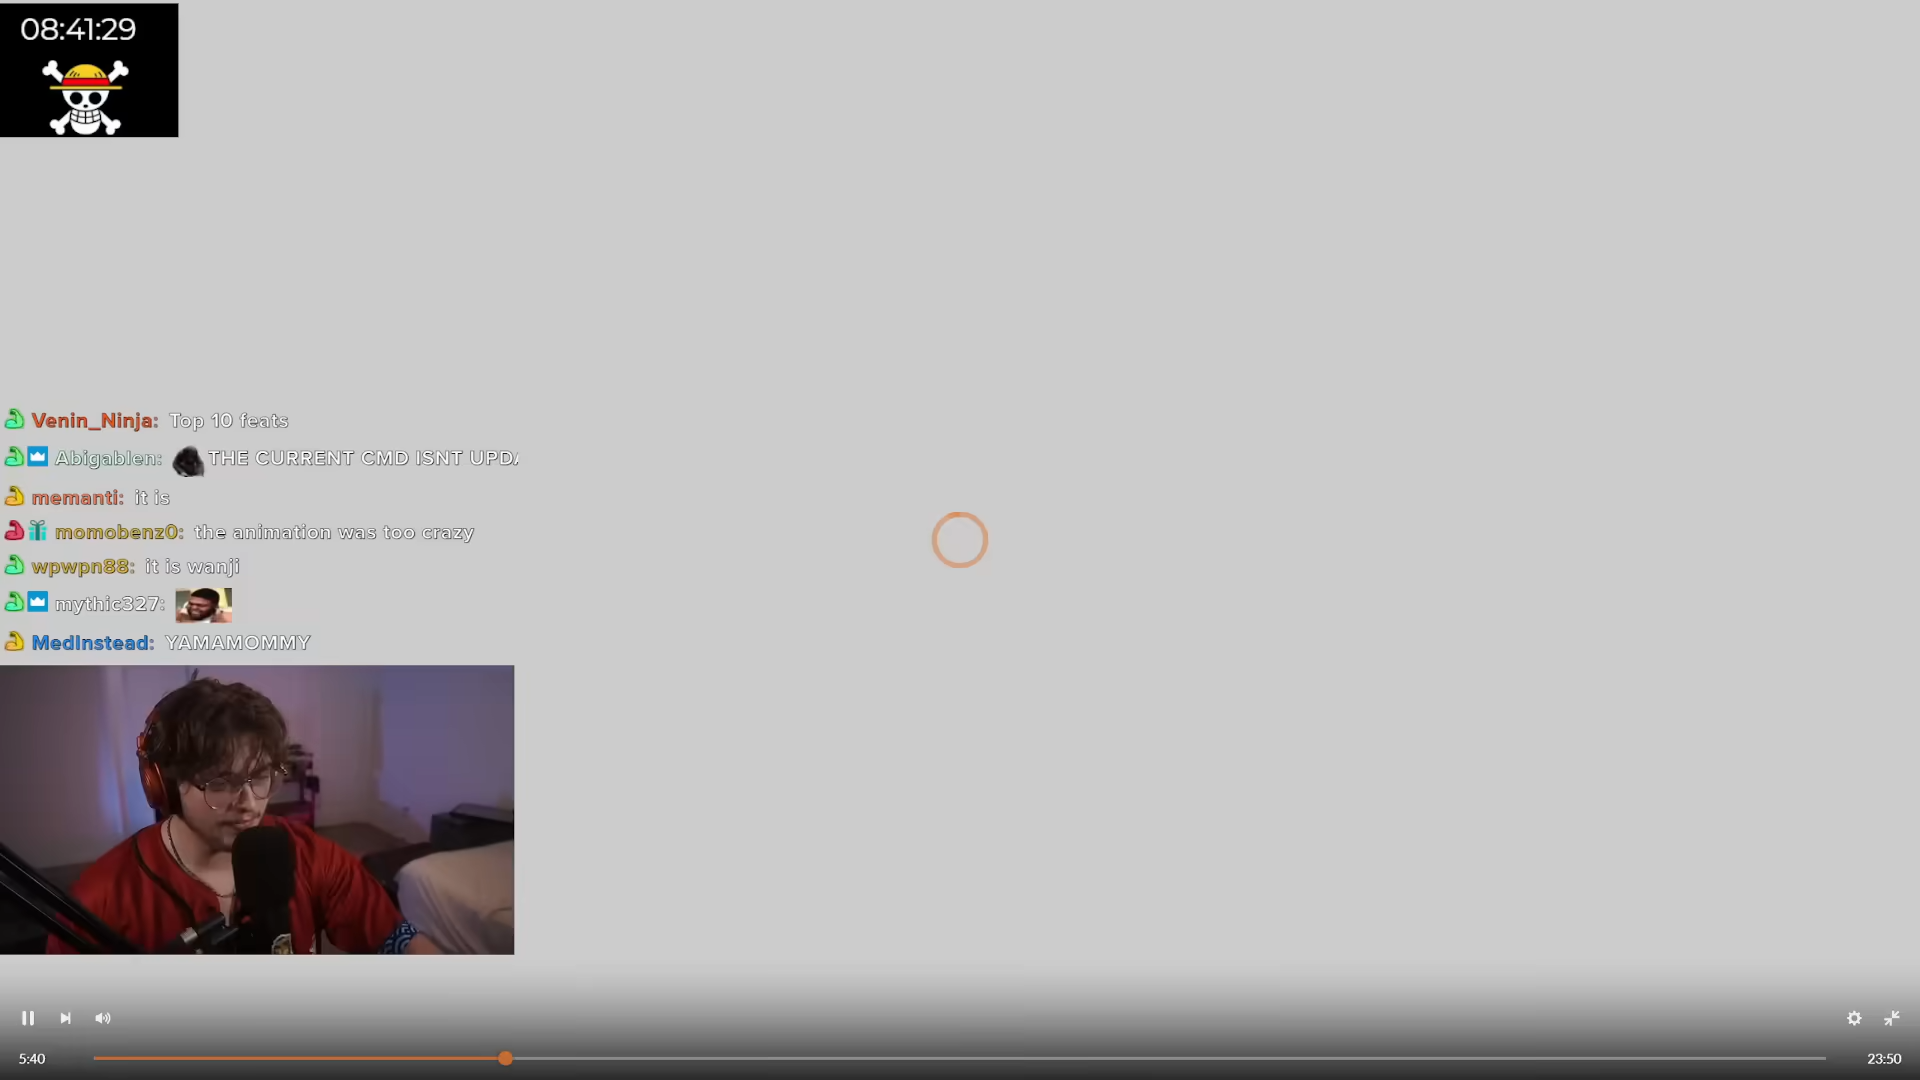 08:41:29
Venin_Ninja: Top 10 feats
Abigablen: THE CURRENT CMD ISNT UPD
memanti: it is
momobenz0: the animation was too crazy
wpwpn88: it is wanji
mythic327:
MedInstead: YAMAMOMMY
5:40
23:50